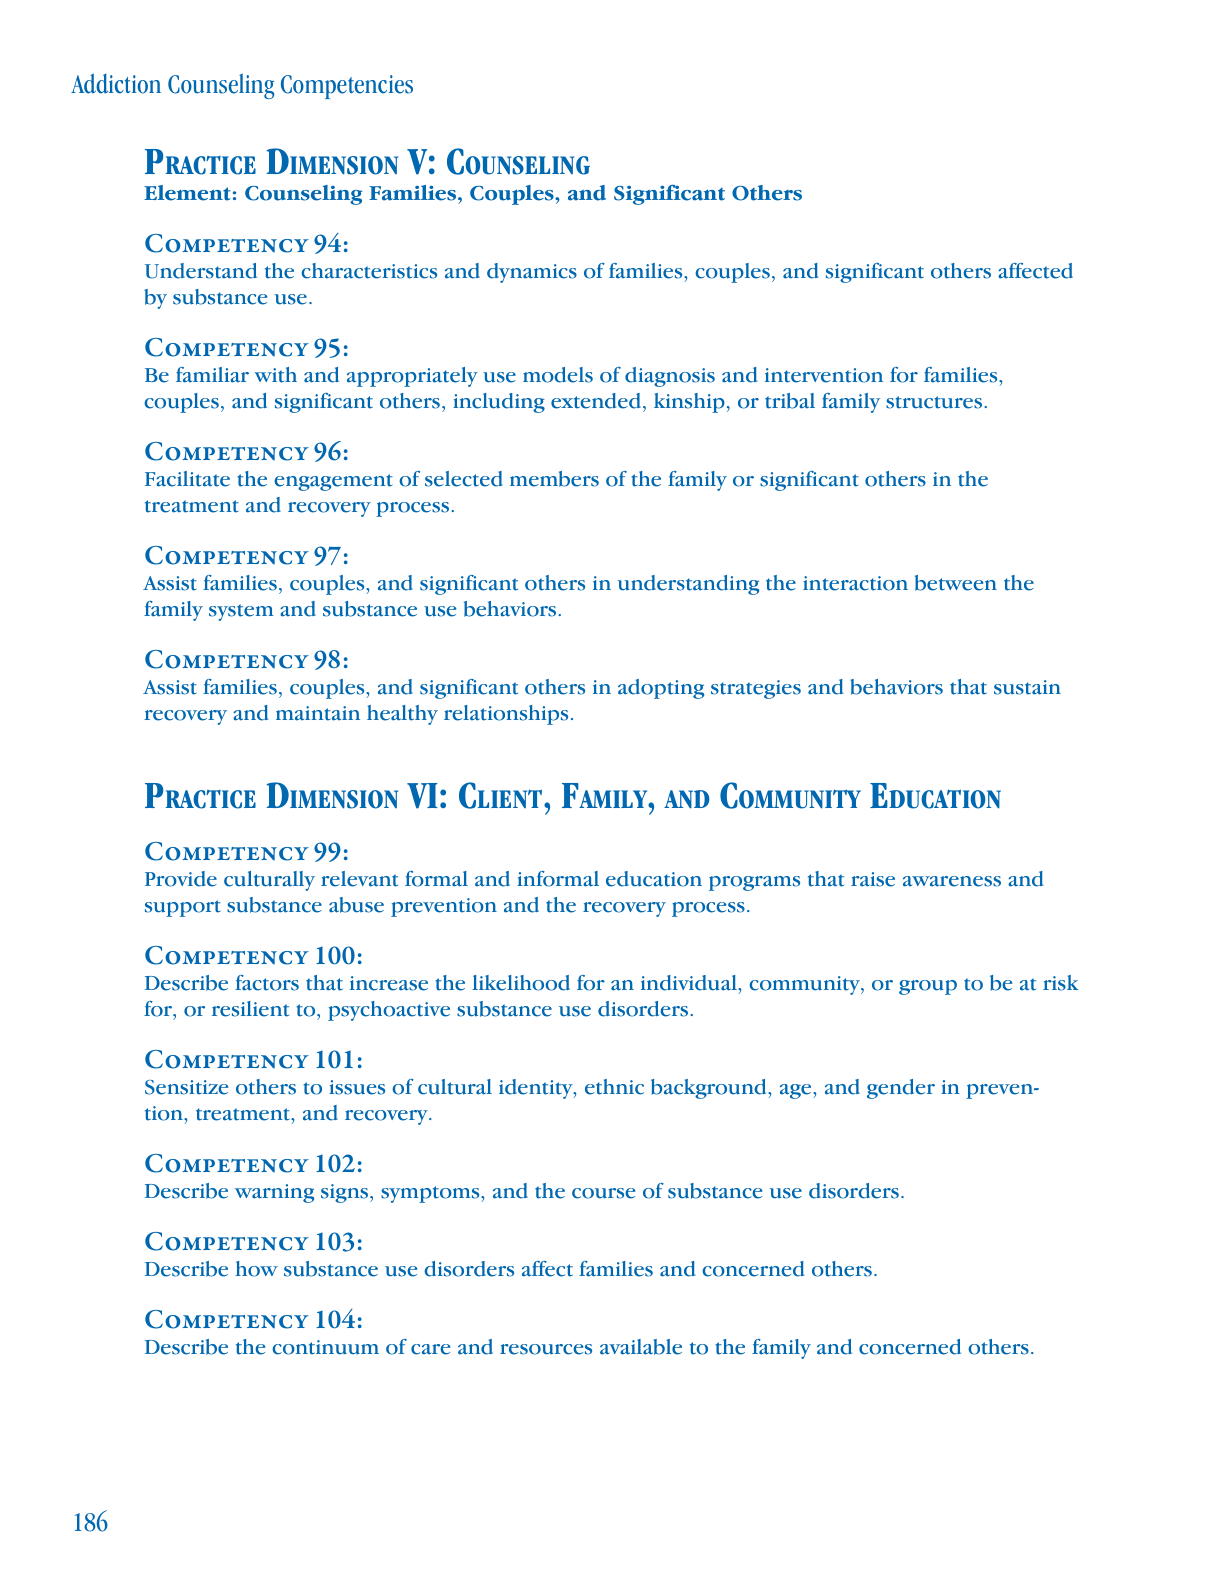 Addiction Counseling Competencies
Practice Dimension V: Counseling
Element: Counseling Families, Couples, and Significant Others
Competency 94:
Understand the characteristics and dynamics of families, couples, and significant others affected
by substance use.
Competency 95:
Be familiar with and appropriately use models of diagnosis and intervention for families,
couples, and significant others, including extended, kinship, or tribal family structures.
Competency 96:
Facilitate the engagement of selected members of the family or significant others in the
treatment and recovery process.
Competency 97:
Assist families, couples, and significant others in understanding the interaction between the
family system and substance use behaviors.
Competency 98:
Assist families, couples, and significant others in adopting strategies and behaviors that sustain
recovery and maintain healthy relationships.
Practice Dimension VI: Client, Family, and Community Education
Competency 99:
Provide culturally relevant formal and informal education programs that raise awareness and
support substance abuse prevention and the recovery process.
Competency 100:
Describe factors that increase the likelihood for an individual, community, or group to be at risk
for, or resilient to, psychoactive substance use disorders.
Competency 101:
Sensitize others to issues of cultural identity, ethnic background, age, and gender in preven-
tion, treatment, and recovery.
Competency 102:
Describe warning signs, symptoms, and the course of substance use disorders.
Competency 103:
Describe how substance use disorders affect families and concerned others.
Competency 104:
Describe the continuum of care and resources available to the family and concerned others.
186